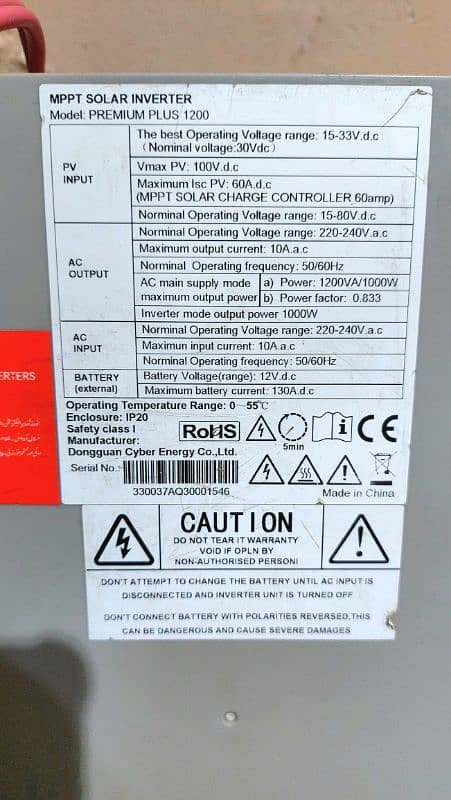 MPPT SOLAR INVERTER
Model: PREMIUM PLUS 1200
PV
INPUT
The best Operating Voltage range: 15-33V.d.c
(Nominal voltage:30Vdc)
Vmax PV: 100V.d.c
Maximum Isc PV: 60A.d.c
(MPPT SOLAR CHARGE CONTROLLER 60amp)
Norminal Operating Voltage range: 15-80V.d.c
AC
OUTPUT
Norminal Operating Voltage range: 220-240V.a.c
Maximum output current: 10A.a.c
Norminal Operating frequency: 50/60Hz
AC main supply mode
maximum output power
a) Power: 1200VA/1000W
b) Power factor: 0.833
Inverter mode output power 1000W
AC
INPUT
Norminal Operating Voltage range: 220-240V.a.c
Maximun input current: 10A.a.c
Norminal Operating frequency: 50/60Hz
BATTERY
(external)
Battery Voltage(range): 12V.d.c
Maximum battery current: 130A.d.c
Operating Temperature Range: 0 55℃
Enclosure: IP20
Safety class I
Manufacturer:
Dongguan Cyber Energy Co.,Ltd.
RoHS
5min
i
CE
Serial No.:
330037AQ30001546
Made in China
ERTERS
CAUTION
DO NOT TEAR IT WARRANTY
VOID IF OPLN BY
NON-AUTHORISED PERSONI
DON'T ATTEMPT TO CHANGE THE BATTERY UNTIL AC INPUT IS
DISCONNECTED AND INVERTER UNIT IS TURNED OFF
DON'T CONNECT BATTERY WITH POLARITIES REVERSED,THIS
CAN BE DANGEROUS AND CAUSE SEVERE DAMAGES